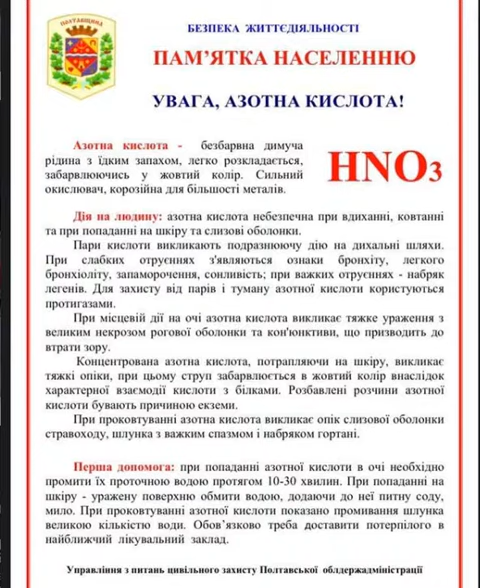 ПОЛТАВЩИНА
БЕЗПЕКА ЖИТТЄДІЯЛЬНОСТІ
ПАМ’ЯТКА НАСЕЛЕННЮ
УВАГА, АЗОТНА КИСЛОТА!
Азотна кислота - безбарвна димуча
рідина з їдким запахом, легко розкладається,
забарвлюючись у жовтий колір. Сильний
окислювач, корозійна для більшості металів.
HNO3
Дія на людину: азотна кислота небезпечна при вдиханні, ковтанні
та при попаданні на шкіру та слизові оболонки.
Пари кислоти викликають подразнюючу дію на дихальні шляхи.
При слабких отруєннях з'являються ознаки бронхіту, легкого
бронхіоліту, запаморочення, сонливість; при важких отруєннях - набряк
легенів. Для захисту від парів і туману азотної кислоти користуються
протигазами.
При місцевій дії на очі азотна кислота викликає тяжке ураження з
великим некрозом рогової оболонки та кон'юнктиви, що призводить до
втрати зору.
Концентрована азотна кислота, потрапляючи на шкіру, викликає
тяжкі опіки, при цьому струп забарвлюється в жовтий колір внаслідок
характерної взаємодії кислоти з білками. Розбавлені розчини азотної
кислоти бувають причиною екземи.
При проковтуванні азотна кислота викликає опік слизової оболонки
стравоходу, шлунка з важким спазмом і набряком гортані.
Перша допомога: при попаданні азотної кислоти в очі необхідно
промити їх проточною водою протягом 10-30 хвилин. При попаданні на
шкіру - уражену поверхню обмити водою, додаючи до неї питну соду,
мило. При проковтуванні азотної кислоти показано промивання шлунка
великою кількістю води. Обов’язково треба доставити потерпілого в
найближчий лікувальний заклад.
Управління з питань цивільного захисту Полтавської облдержадміністрації